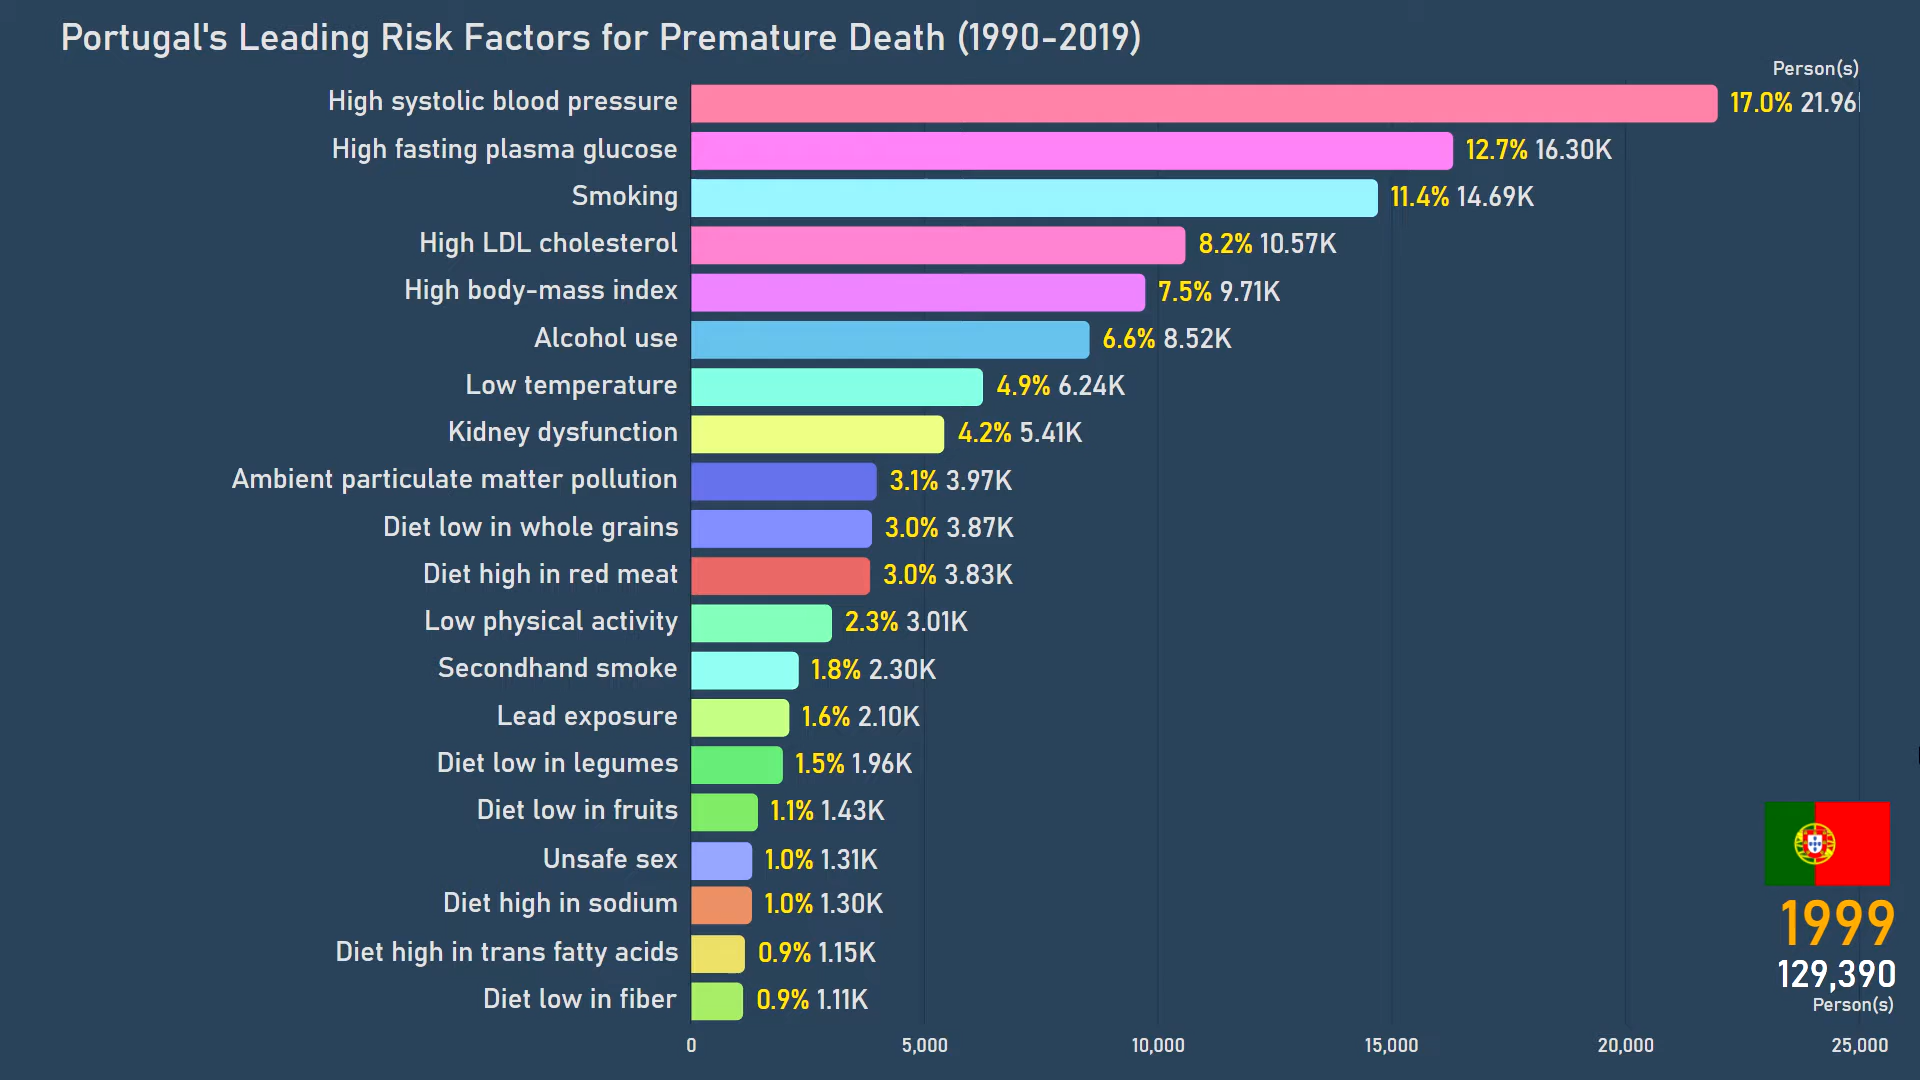 Portugal's Leading Risk Factors for Premature Death (1990-2019)
Person(s)
High systolic blood pressure 17.0% 21.96
High fasting plasma glucose 12.7% 16.30K
Smoking 11.4% 14.69K
High LDL cholesterol 8.2% 10.57K
High body-mass index 7.5% 9.71K
Alcohol use 6.6% 8.52K
Low temperature 4.9% 6.24K
Kidney dysfunction 4.2% 5.41K
Ambient particulate matter pollution 3.1% 3.97K
Diet low in whole grains 3.0% 3.87K
Diet high in red meat 3.0% 3.83K
Low physical activity 2.3% 3.01K
Secondhand smoke 1.8% 2.30K
Lead exposure 1.6% 2.10K
Diet low in legumes 1.5% 1.96K
Diet low in fruits 1.1% 1.43K
Unsafe sex 1.0% 1.31K
Diet high in sodium 1.0% 1.30K
Diet high in trans fatty acids 0.9% 1.15K
Diet low in fiber 0.9% 1.11K
1999
129,390
Person(s)
0 5,000 10,000 15,000 20,000 25,000